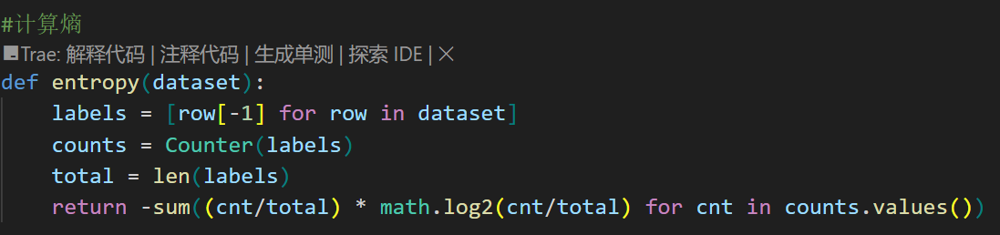 #计算熵
Trae: 解释代码 | 注释代码 | 生成单测 | 探索 IDE | ×
def entropy(dataset):
    labels = [row[-1] for row in dataset]
    counts = Counter(labels)
    total = len(labels)
    return -sum((cnt/total) * math.log2(cnt/total) for cnt in counts.values())